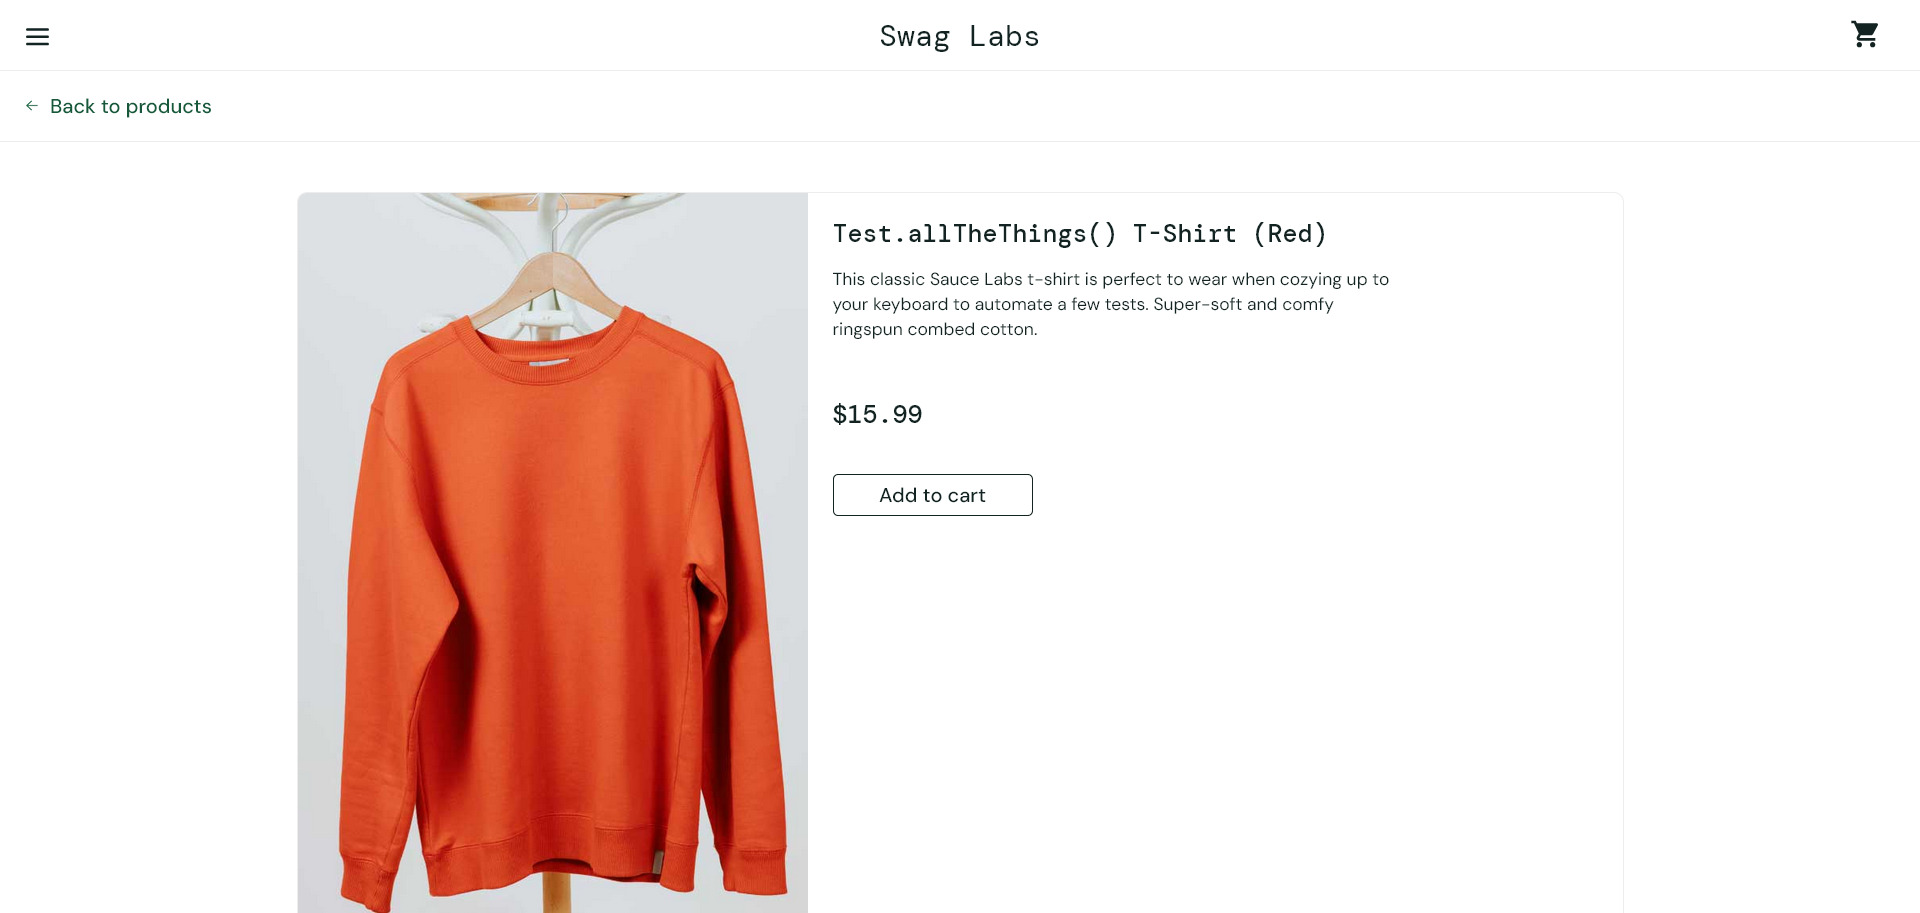 Swag Labs
Back to products
Test.allTheThings() T-Shirt (Red)
This classic Sauce Labs t-shirt is perfect to wear when cozying up to
your keyboard to automate a few tests. Super-soft and comfy
ringspun combed cotton.
$15.99
Add to cart